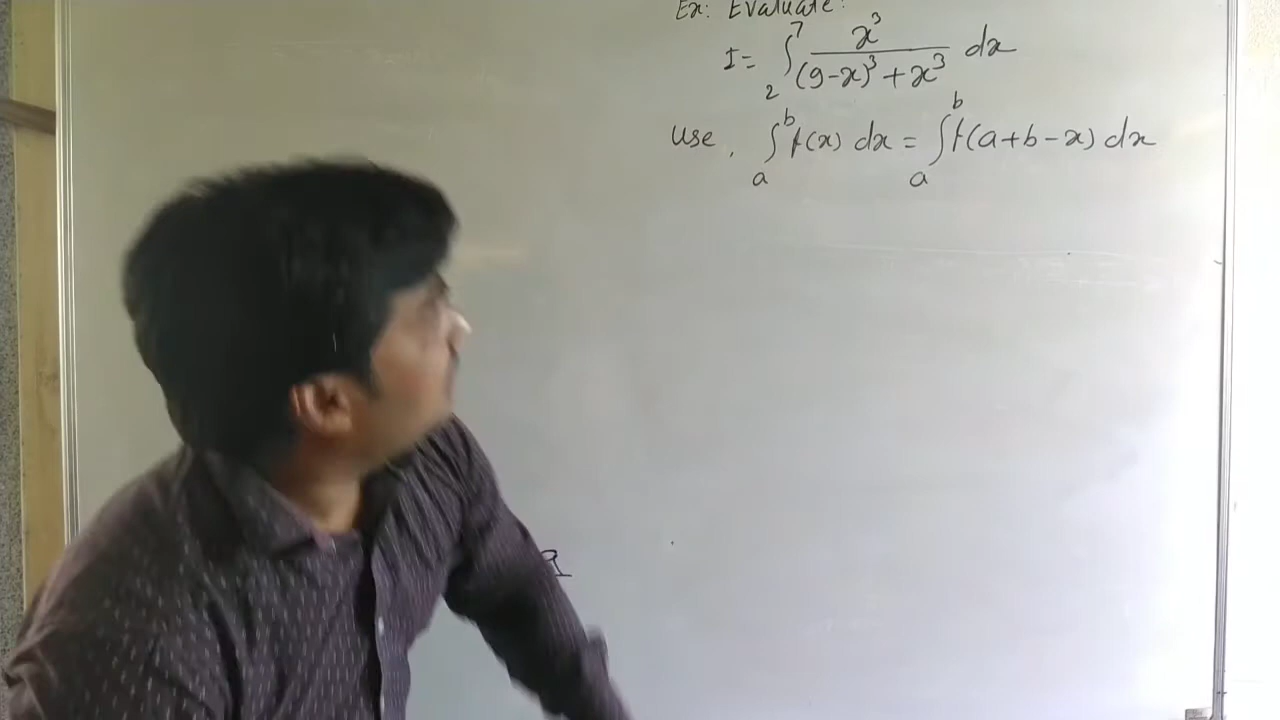 Ex: Evaluate:
I = ∫₂⁷ x³/((9-x)³+x³) dx
Use, ∫ₐᵇ f(x) dx = ∫ₐᵇ f(a+b-x) dx